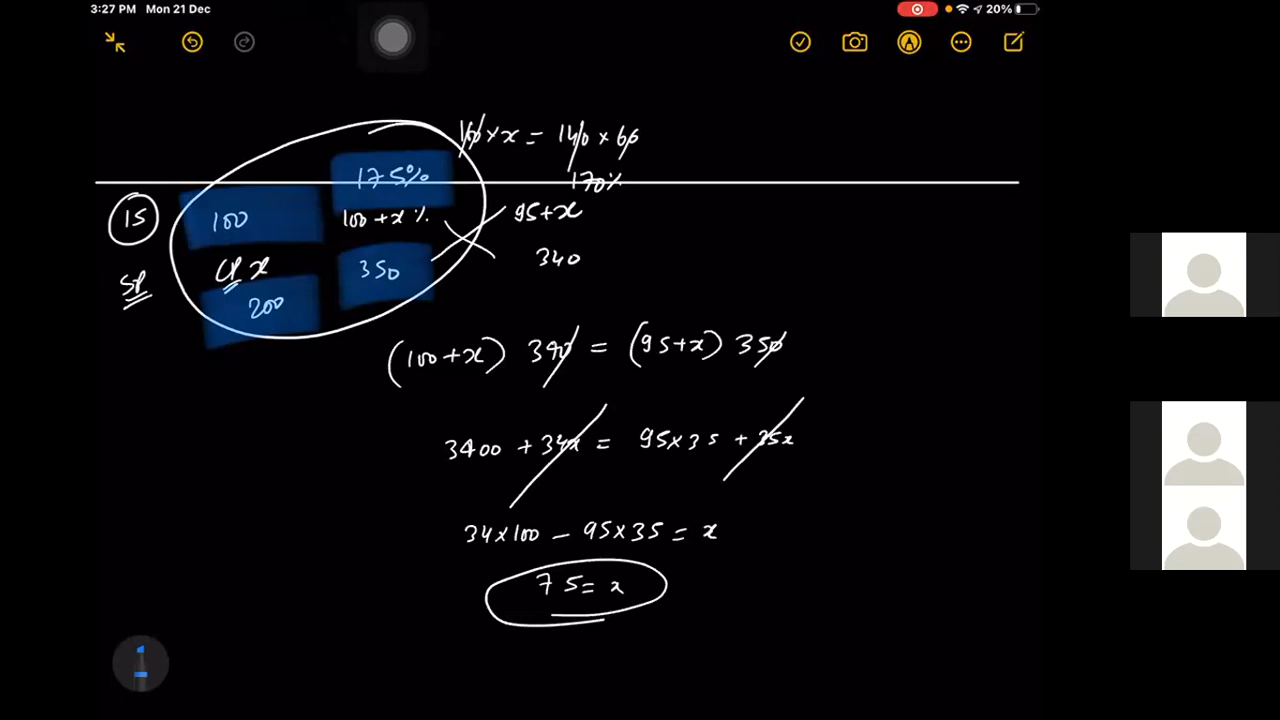 3:27 PM Mon 21 Dec
20%
100 × x = 140 × 60
175%
170%
15 100 100 + x % 95 + x
SP CP x 350 340
200
(100 + x) 340 = (95 + x) 350
3400 + 34x = 95 × 35 + 35x
34 × 100 - 95 × 35 = x
75 = x